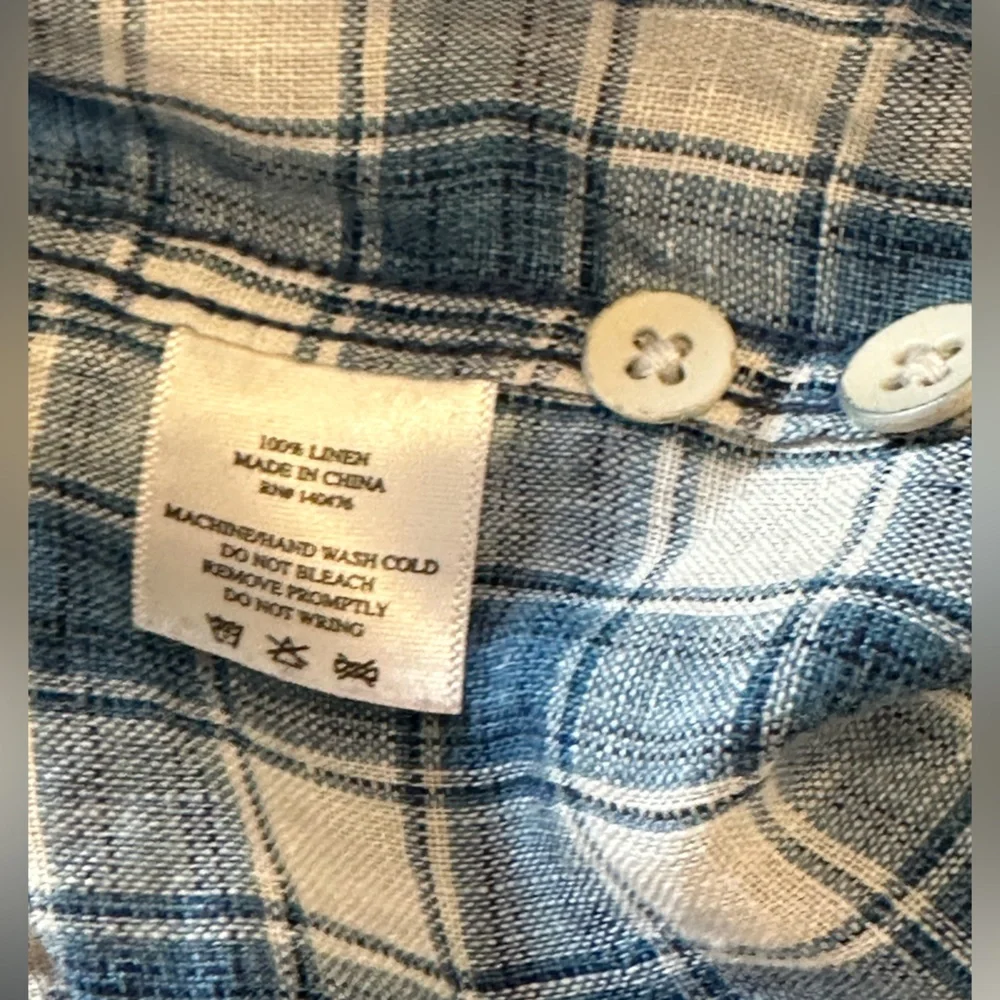 100% LINEN
MADE IN CHINA
RN# 140476
MACHINE/HAND WASH COLD
DO NOT BLEACH
REMOVE PROMPTLY
DO NOT WRING